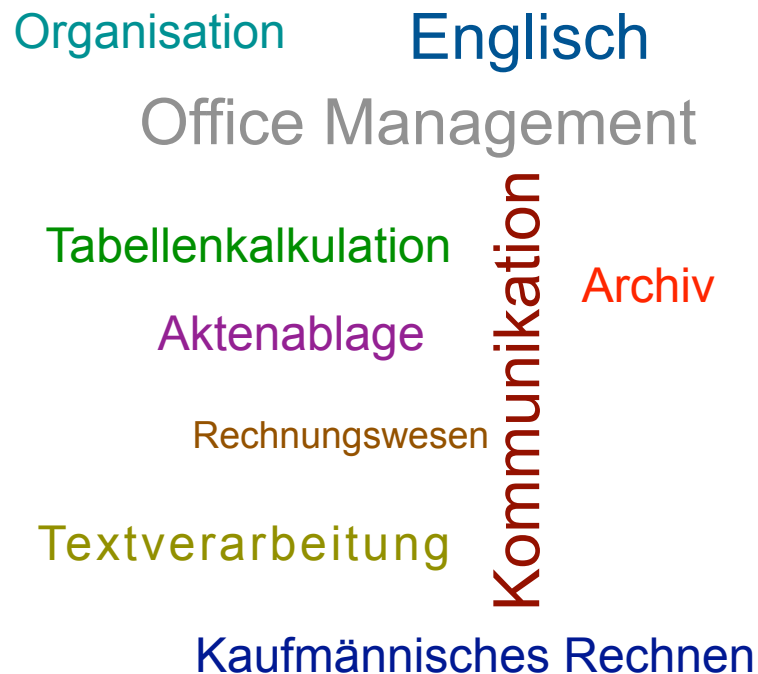 Organisation
Englisch
Office Management
Kommunikation
Tabellenkalkulation
Archiv
Aktenablage
Rechnungswesen
Textverarbeitung
Kaufmännisches Rechnen